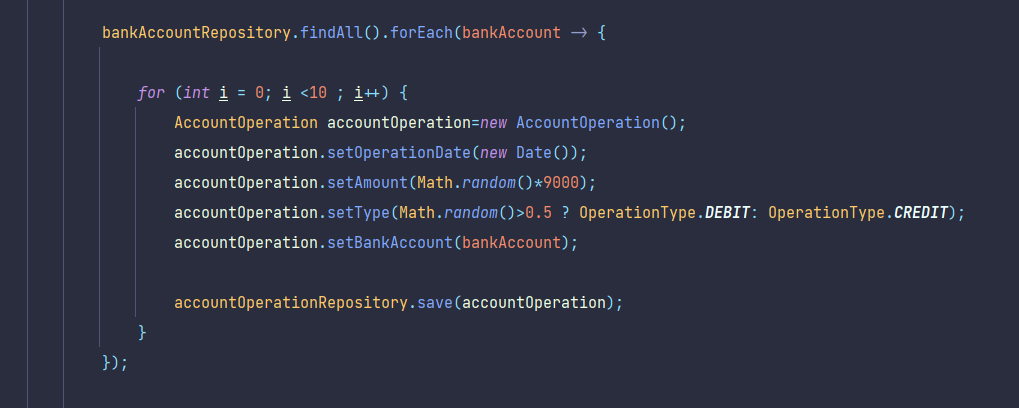 bankAccountRepository.findAll().forEach(bankAccount -> {
for (int i = 0; i <10 ; i++) {
AccountOperation accountOperation=new AccountOperation();
accountOperation.setOperationDate(new Date());
accountOperation.setAmount(Math.random()*9000);
accountOperation.setType(Math.random()>0.5 ? OperationType.DEBIT: OperationType.CREDIT);
accountOperation.setBankAccount(bankAccount);
accountOperationRepository.save(accountOperation);
}
});